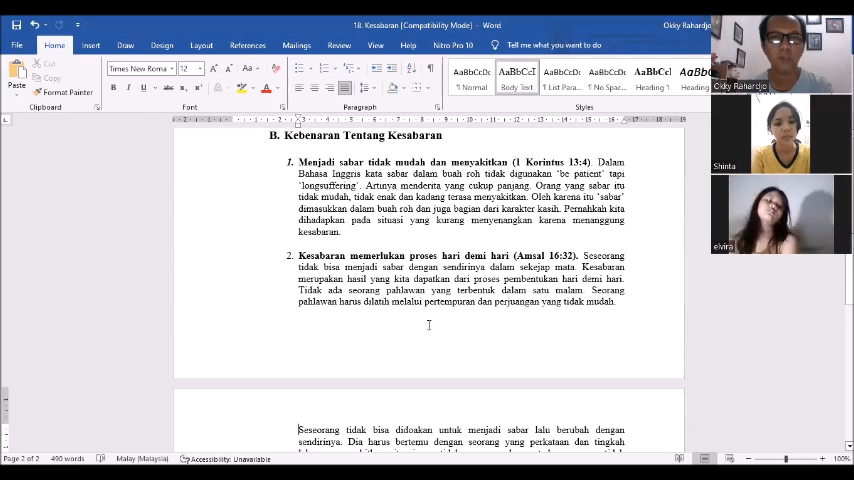 18. Kesabaran [Compatibility Mode] - Word
Okky Rahardjo
File Home Insert Draw Design Layout References Mailings Review View Help Nitro Pro 10 Tell me what you want to do
Cut
Copy
Paste
Format Painter
Times New Roma 12
AaBbCcDc AaBbCcI AaBbCcDc AaBbCcDc AaBbCcI AaBbCcI
¶ Normal Body Text ¶ List Para... ¶ No Spac... Heading 1
Clipboard Font Paragraph Styles
Okky Rahardjo
Shinta
elvira
B. Kebenaran Tentang Kesabaran
1. Menjadi sabar tidak mudah dan menyakitkan (1 Korintus 13:4). Dalam
Bahasa Inggris kata sabar dalam buah roh tidak digunakan ‘be patient’ tapi
‘longsuffering’. Artinya menderita yang cukup panjang. Orang yang sabar itu
tidak mudah, tidak enak dan kadang terasa menyakitkan. Oleh karena itu ‘sabar’
dimasukkan dalam buah roh dan juga bagian dari karakter kasih. Pernahkah kita
dihadapkan pada situasi yang kurang menyenangkan karena menanggung
kesabaran.
2. Kesabaran memerlukan proses hari demi hari (Amsal 16:32). Seseorang
tidak bisa menjadi sabar dengan sendirinya dalam sekejap mata. Kesabaran
merupakan hasil yang kita dapatkan dari proses pembentukan hari demi hari.
Tidak ada seorang pahlawan yang terbentuk dalam satu malam. Seorang
pahlawan harus dilatih melalui pertempuran dan perjuangan yang tidak mudah.
Seseorang tidak bisa didoakan untuk menjadi sabar lalu berubah dengan
sendirinya. Dia harus bertemu dengan seorang yang perkataan dan tingkah
Page 2 of 2 490 words Malay (Malaysia) Accessibility: Unavailable 100%